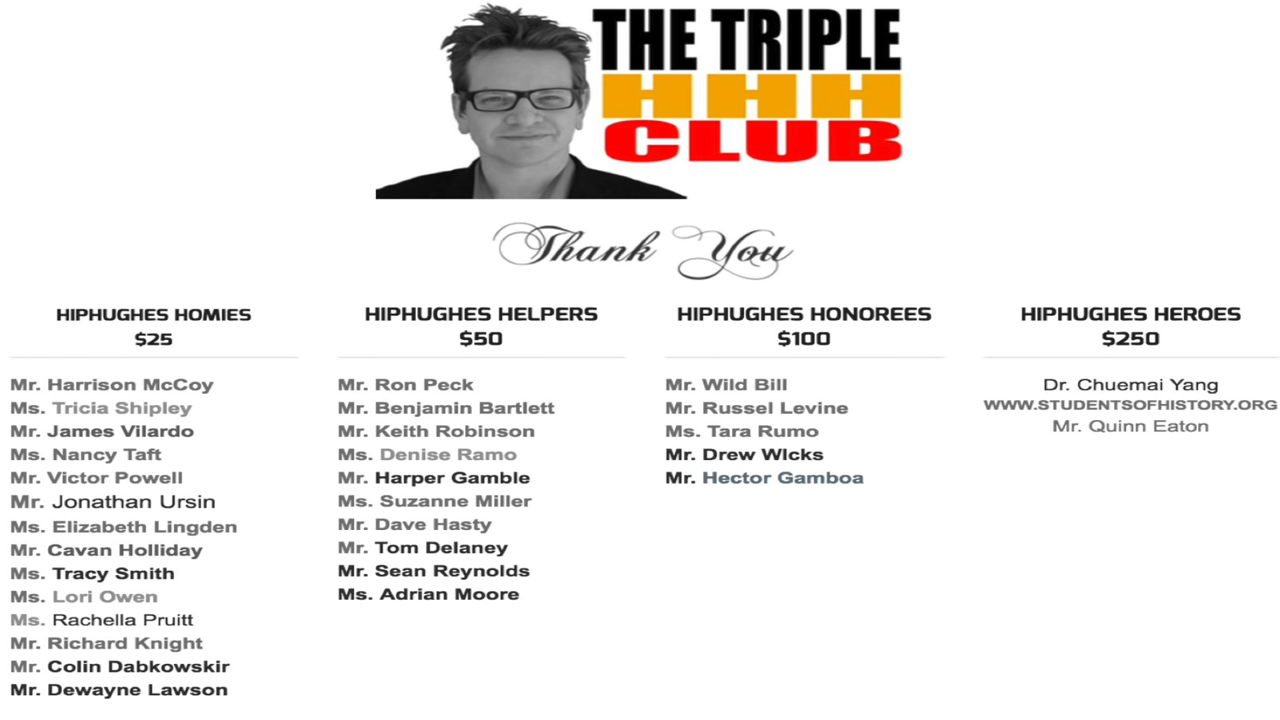 THE TRIPLE
HHH
CLUB
Thank You
HIPHUGHES HOMIES
$25
Mr. Harrison McCoy
Ms. Tricia Shipley
Mr. James Vilardo
Ms. Nancy Taft
Mr. Victor Powell
Mr. Jonathan Ursin
Ms. Elizabeth Lingden
Mr. Cavan Holliday
Ms. Tracy Smith
Ms. Lori Owen
Ms. Rachella Pruitt
Mr. Richard Knight
Mr. Colin Dabkowskir
Mr. Dewayne Lawson
HIPHUGHES HELPERS
$50
Mr. Ron Peck
Mr. Benjamin Bartlett
Mr. Keith Robinson
Ms. Denise Ramo
Mr. Harper Gamble
Ms. Suzanne Miller
Mr. Dave Hasty
Mr. Tom Delaney
Mr. Sean Reynolds
Ms. Adrian Moore
HIPHUGHES HONOREES
$100
Mr. Wild Bill
Mr. Russel Levine
Ms. Tara Rumo
Mr. Drew WIcks
Mr. Hector Gamboa
HIPHUGHES HEROES
$250
Dr. Chuemai Yang
WWW.STUDENTSOFHISTORY.ORG
Mr. Quinn Eaton